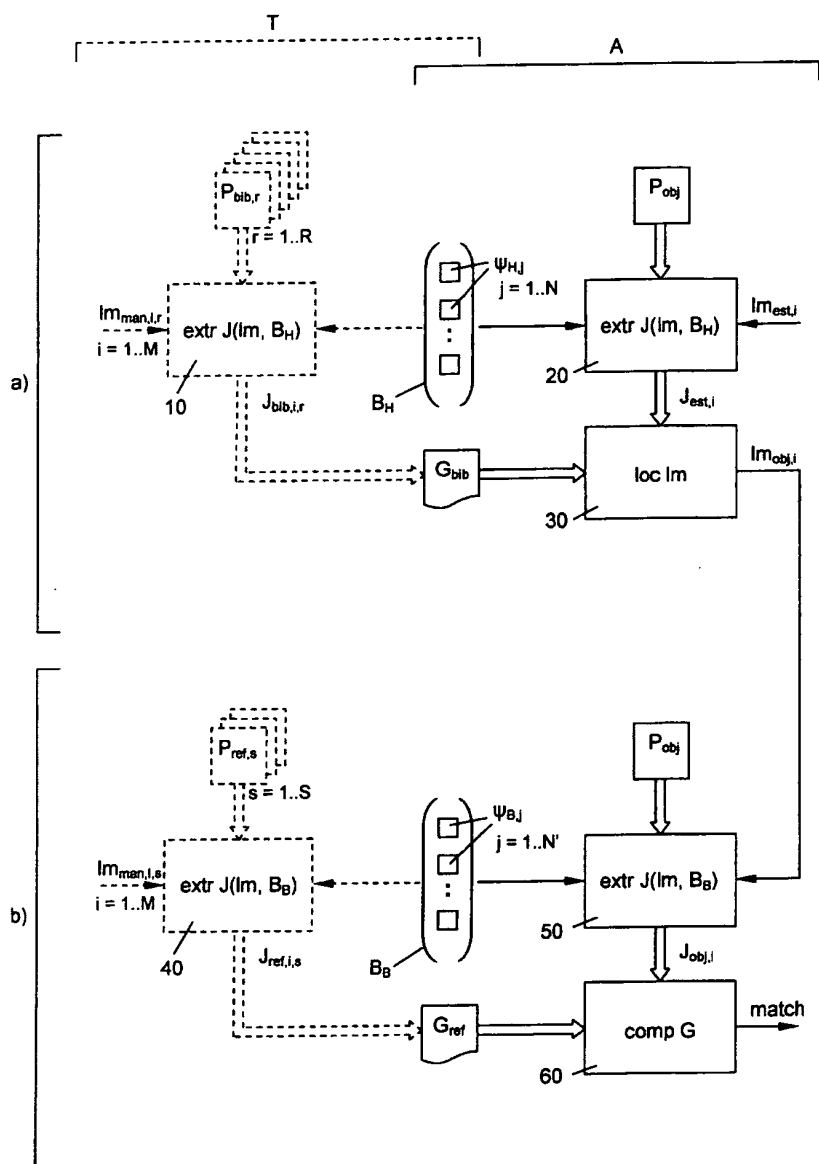 T
A
a)
P_bib,r
r = 1..R
Im_man,i,r
i = 1..M
extr J(Im, B_H)
10
J_bib,i,r
ψ_H,j
j = 1..N
⋮
B_H
P_obj
extr J(Im, B_H)
20
Im_est,i
J_est,i
G_bib
loc Im
30
Im_obj,i
b)
P_ref,s
s = 1..S
Im_man,i,s
i = 1..M
extr J(Im, B_B)
40
J_ref,i,s
ψ_B,j
j = 1..N'
⋮
B_B
P_obj
extr J(Im, B_B)
50
J_obj,i
G_ref
comp G
60
match